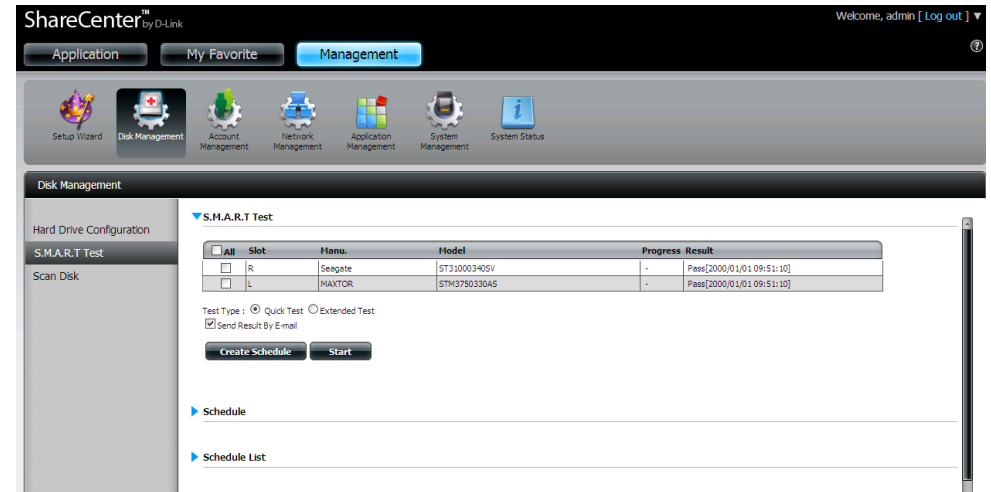 ShareCenter™ by D-Link
Welcome, admin [ Log out ] ▼
Application
My Favorite
Management
?
Setup Wizard
Disk Management
Account Management
Network Management
Application Management
System Management
System Status
Disk Management
Hard Drive Configuration
S.M.A.R.T Test
Scan Disk
S.M.A.R.T Test
All Slot Manu. Model Progress Result
R Seagate ST31000340SV - Pass[2000/01/01 09:51:10]
L MAXTOR STM3750330AS - Pass[2000/01/01 09:51:10]
Test Type : Quick Test Extended Test
Send Result By E-mail
Create Schedule Start
Schedule
Schedule List